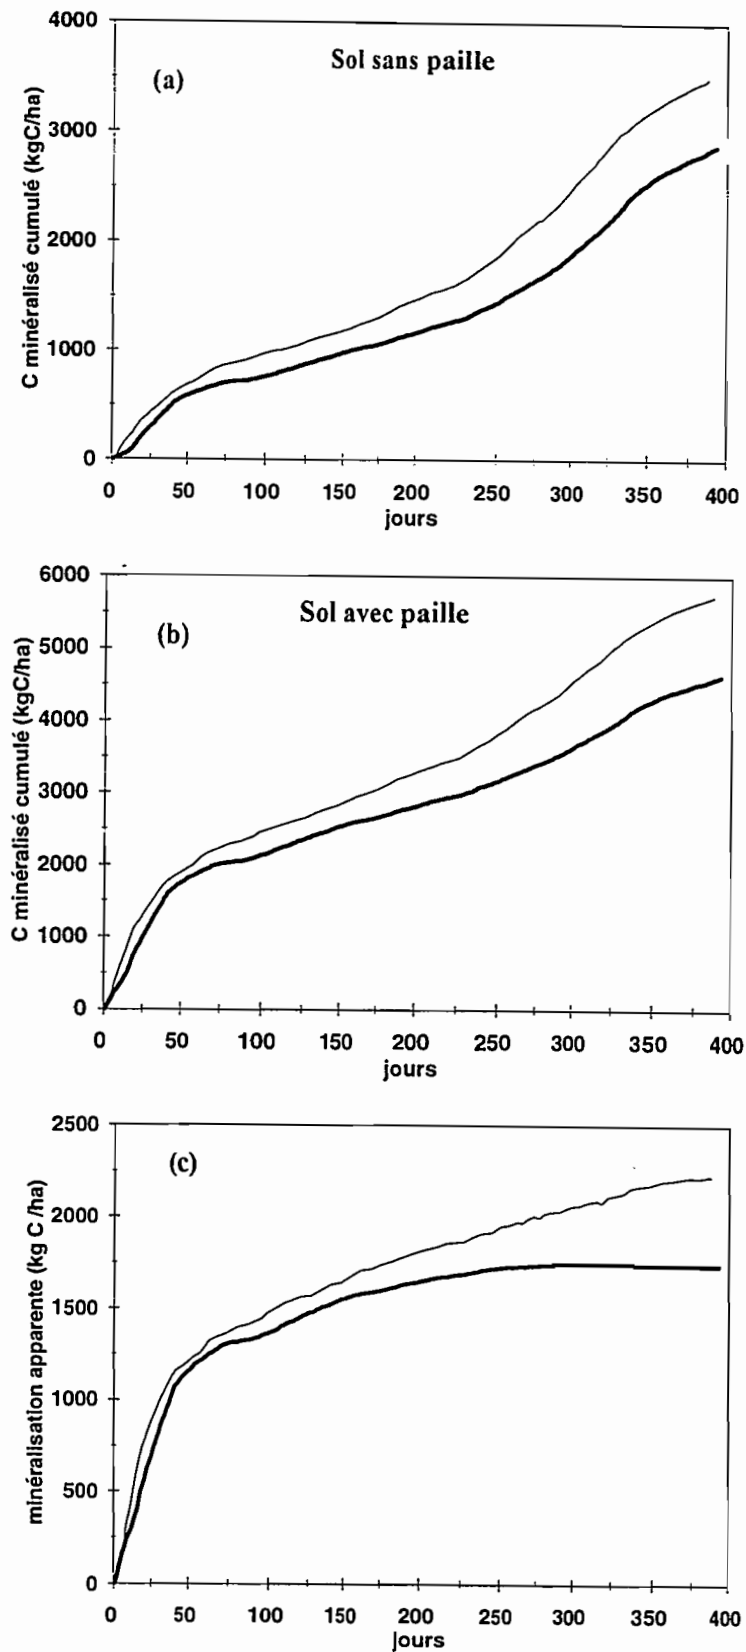 4000
Sol sans paille
(a)
3000
2000
1000
0
C minéralisé cumulé (kgC/ha)
0 50 100 150 200 250 300 350 400
jours
6000
Sol avec paille
(b)
5000
4000
3000
2000
1000
0
C minéralisé cumulé (kgC/ha)
0 50 100 150 200 250 300 350 400
jours
2500
(c)
2000
1500
1000
500
0
minéralisation apparente (kg C /ha)
0 50 100 150 200 250 300 350 400
jours